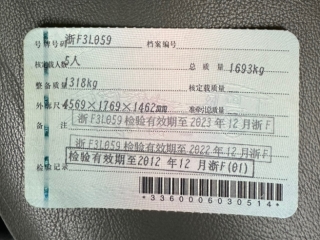 号牌号码 浙F3L059 档案编号
核定载人数 5人 总质量 1693kg
整备质量 1318kg 核定载质量
外廓尺寸 4569×1769×1462mm 准牵引总质量
备注 浙F3L059检验有效期至2023年12月浙F
浙F3L059检验有效期至2022年12月浙F
检验有效期至2012年12月浙F(01)
检验记录
*3360006030514*